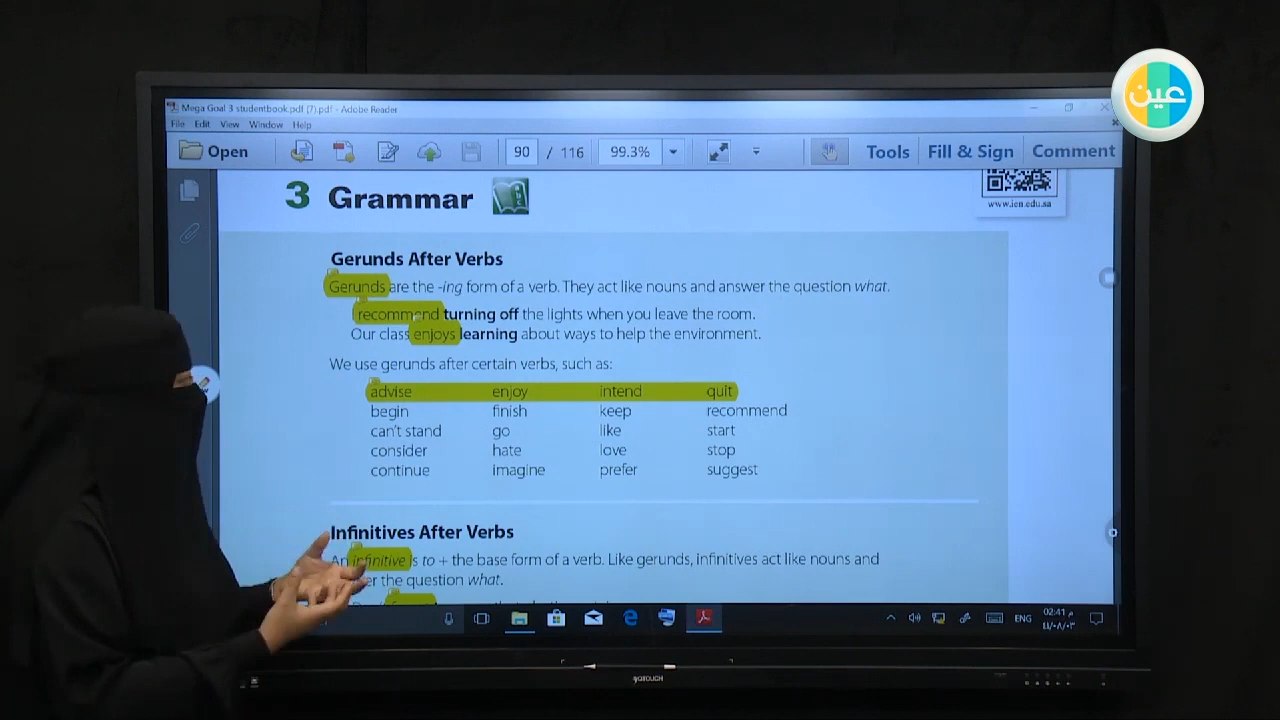 عين
Mega Goal 3 studentbook.pdf (7).pdf - Adobe Reader
File Edit View Window Help
Open 90 / 116 99.3% Tools Fill & Sign Comment
3 Grammar
www.ien.edu.sa
Gerunds After Verbs
Gerunds are the -ing form of a verb. They act like nouns and answer the question what.
recommend turning off the lights when you leave the room.
Our class enjoys learning about ways to help the environment.
We use gerunds after certain verbs, such as:
advise enjoy intend quit
begin finish keep recommend
can't stand go like start
consider hate love stop
continue imagine prefer suggest
Infinitives After Verbs
An infinitive is to + the base form of a verb. Like gerunds, infinitives act like nouns and
er the question what.
ENG
02:41 م
٤١/٠٨/٠٣